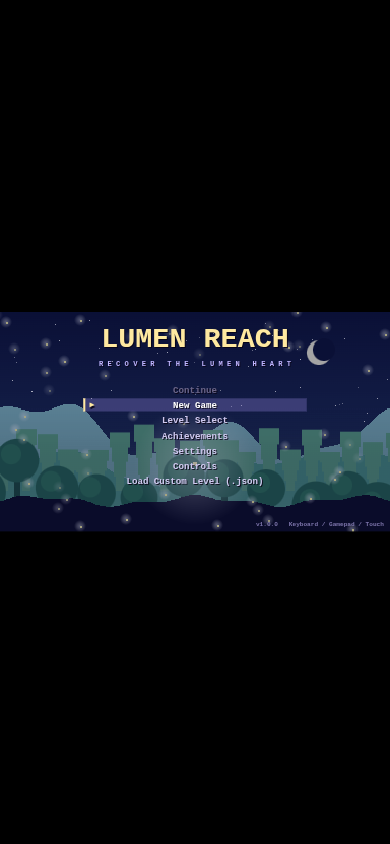 LUMEN REACH
RECOVER THE LUMEN HEART
Continue
▶ New Game
Level Select
Achievements
Settings
Controls
Load Custom Level (.json)
v1.0.0 Keyboard / Gamepad / Touch